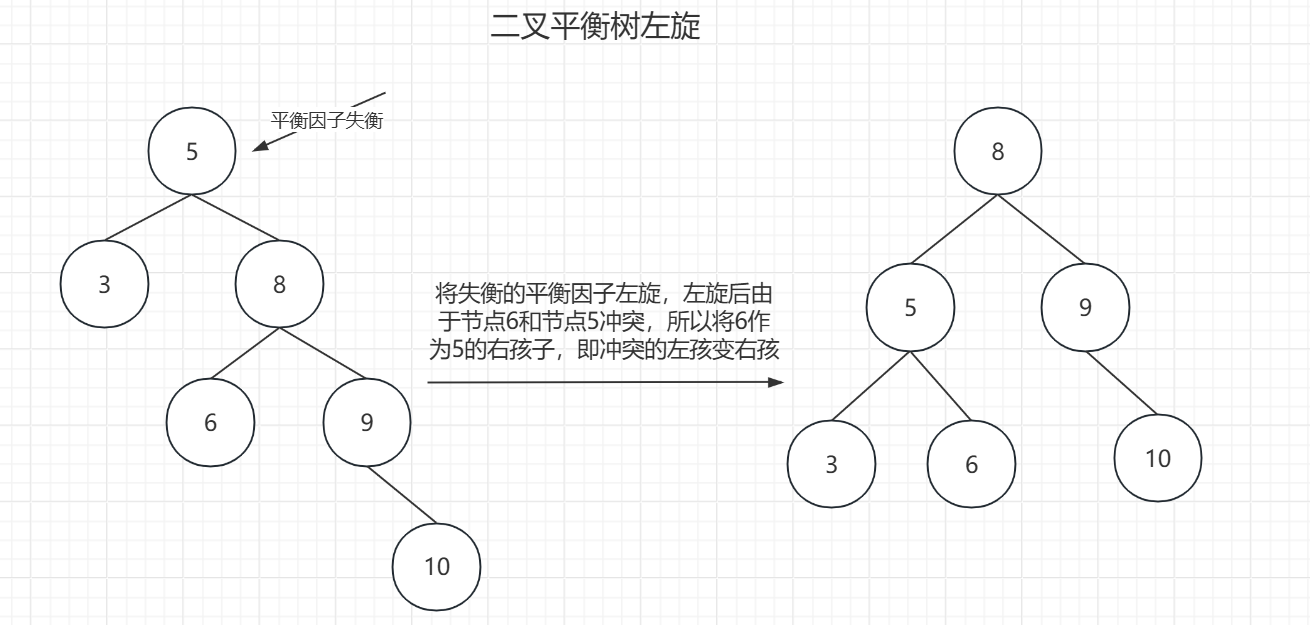 二叉平衡树左旋
平衡因子失衡
5
3
8
6
9
10
将失衡的平衡因子左旋，左旋后由
于节点6和节点5冲突，所以将6作
为5的右孩子，即冲突的左孩变右孩
8
5
9
3
6
10